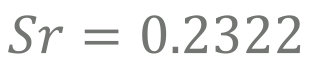 Sr = 0.2322